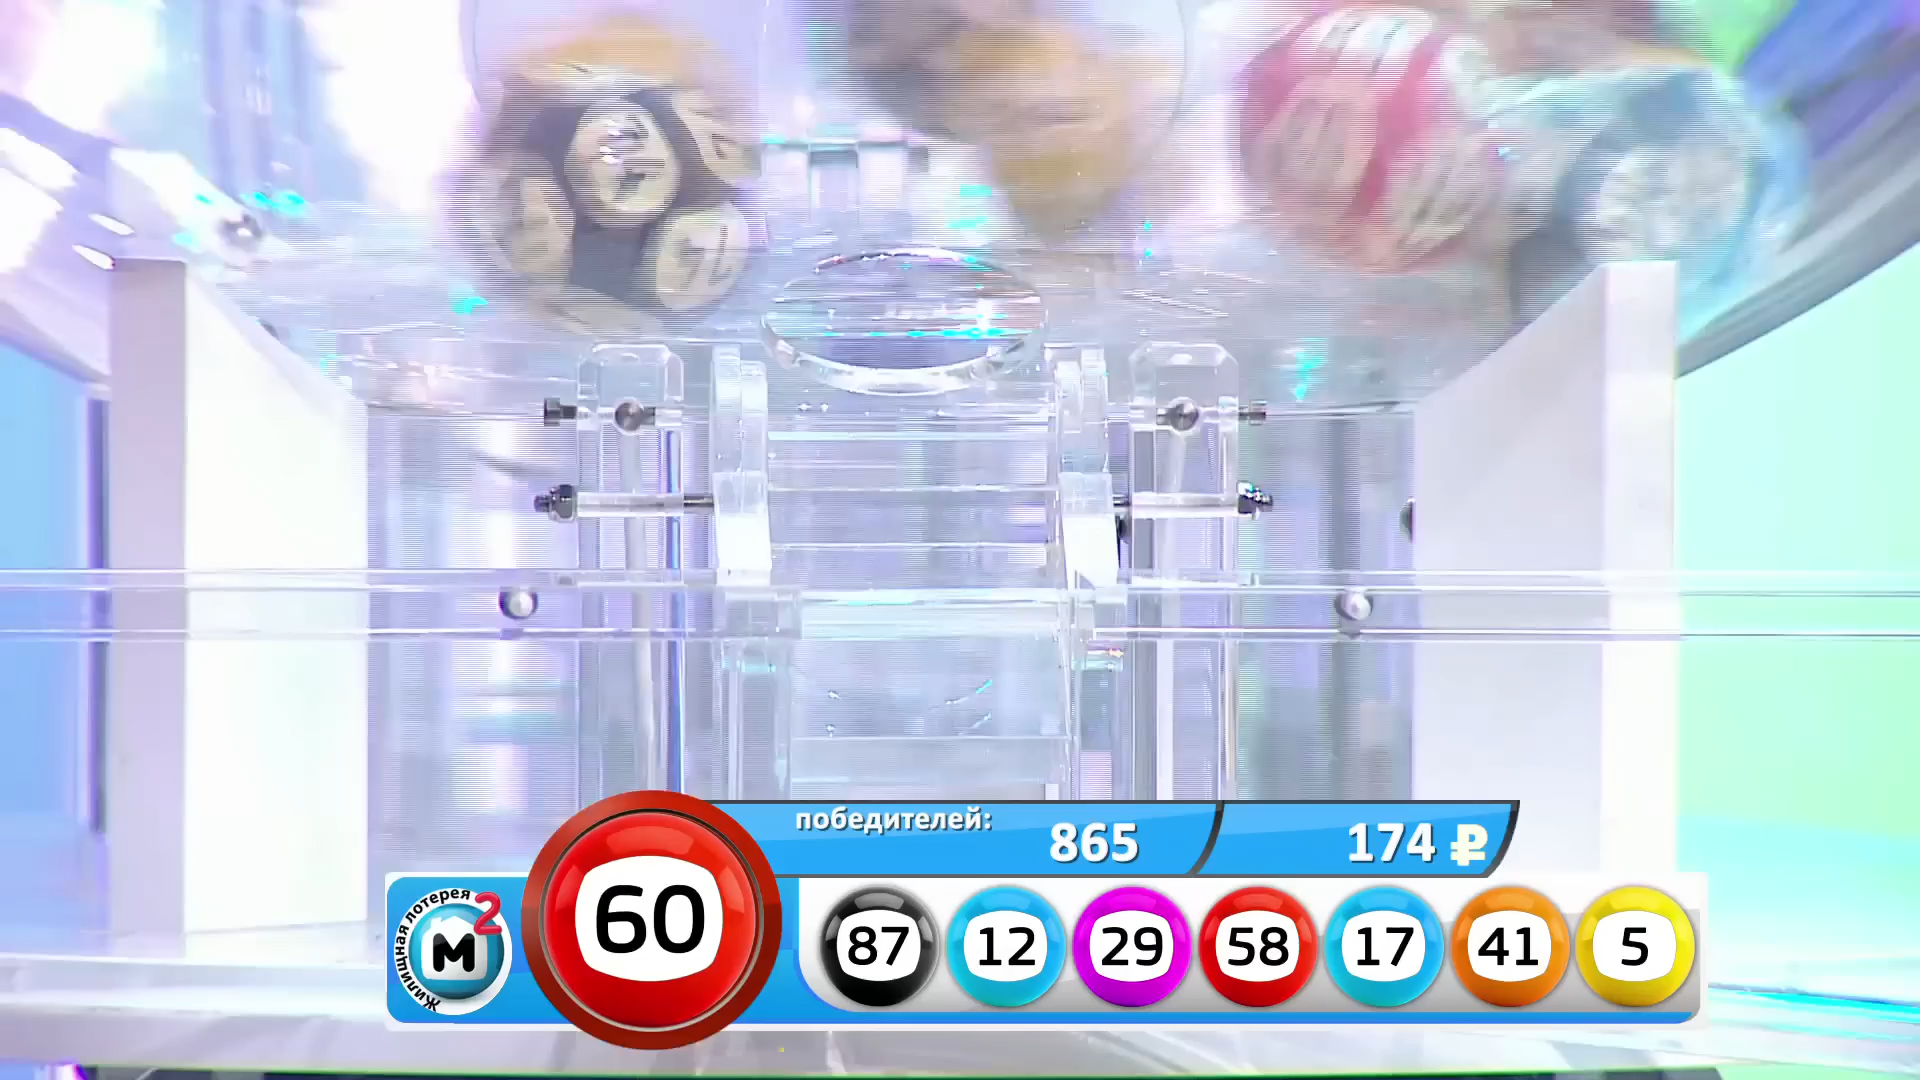 победителей:
865
174 ₽
Жилищная лотерея
М2
60
87 12 29 58 17 41 5